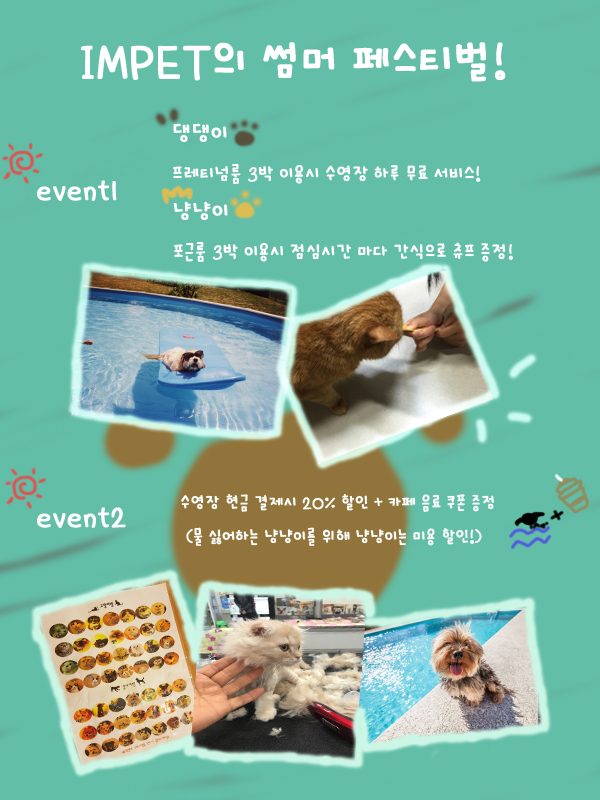 IMPET의 썸머 페스티벌!
댕댕이
프레티넘룸 3박 이용시 수영장 하루 무료 서비스!
event1
냥냥이
포근룸 3박 이용시 점심시간 마다 간식으로 츄프 증정!
수영장 현금 결제시 20% 할인 + 카페 음료 쿠폰 증정
event2
(물 싫어하는 냥냥이를 위해 냥냥이는 미용 할인!)